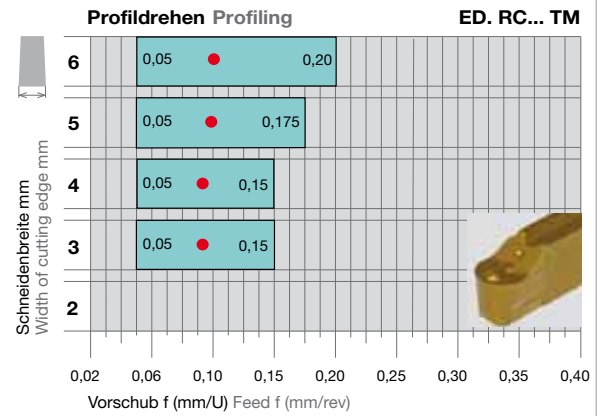 Profildrehen Profiling ED. RC... TM
Schneidenbreite mm
Width of cutting edge mm
6 0,05 0,20
5 0,05 0,175
4 0,05 0,15
3 0,05 0,15
2
0,02 0,06 0,10 0,15 0,20 0,25 0,30 0,35 0,40
Vorschub f (mm/U) Feed f (mm/rev)